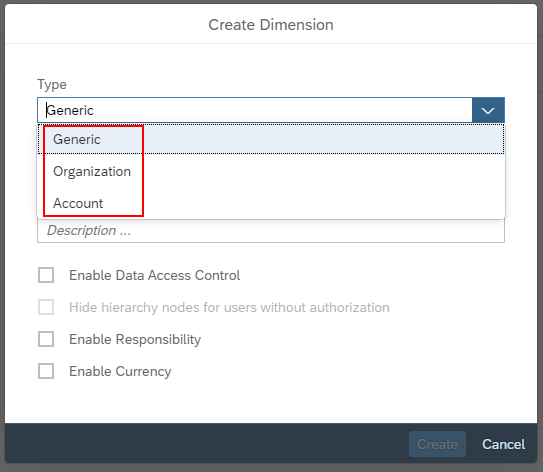 Create Dimension
Type
Generic
Generic
Organization
Account
Description ...
Enable Data Access Control
Hide hierarchy nodes for users without authorization
Enable Responsibility
Enable Currency
Create
Cancel